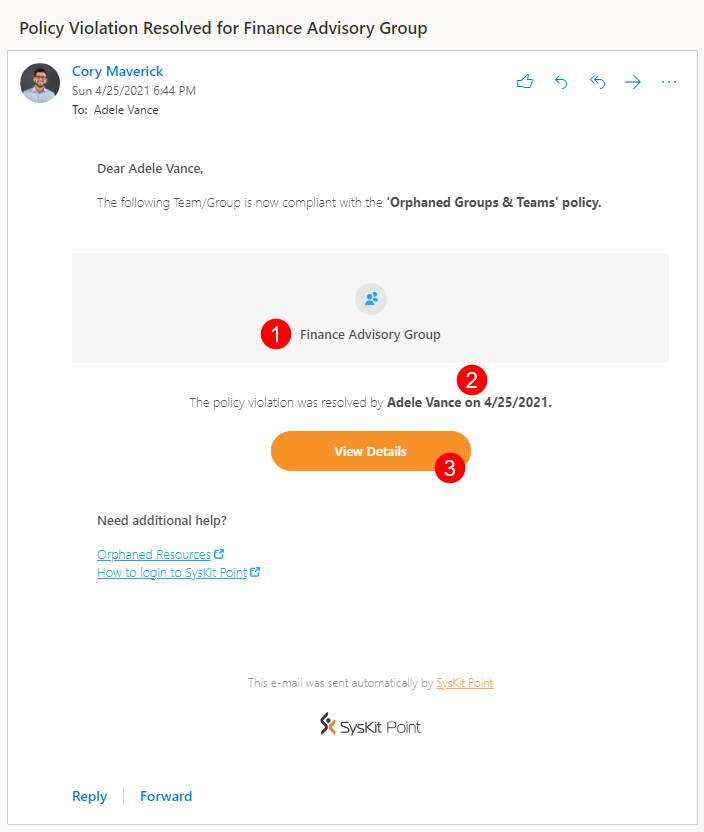 Policy Violation Resolved for Finance Advisory Group
Cory Maverick
Sun 4/25/2021 6:44 PM
To: Adele Vance
Dear Adele Vance,
The following Team/Group is now compliant with the 'Orphaned Groups & Teams' policy.
1 Finance Advisory Group
2
The policy violation was resolved by Adele Vance on 4/25/2021.
View Details
3
Need additional help?
Orphaned Resources
How to login to SysKit Point
This e-mail was sent automatically by SysKit Point
SysKit Point
Reply
Forward